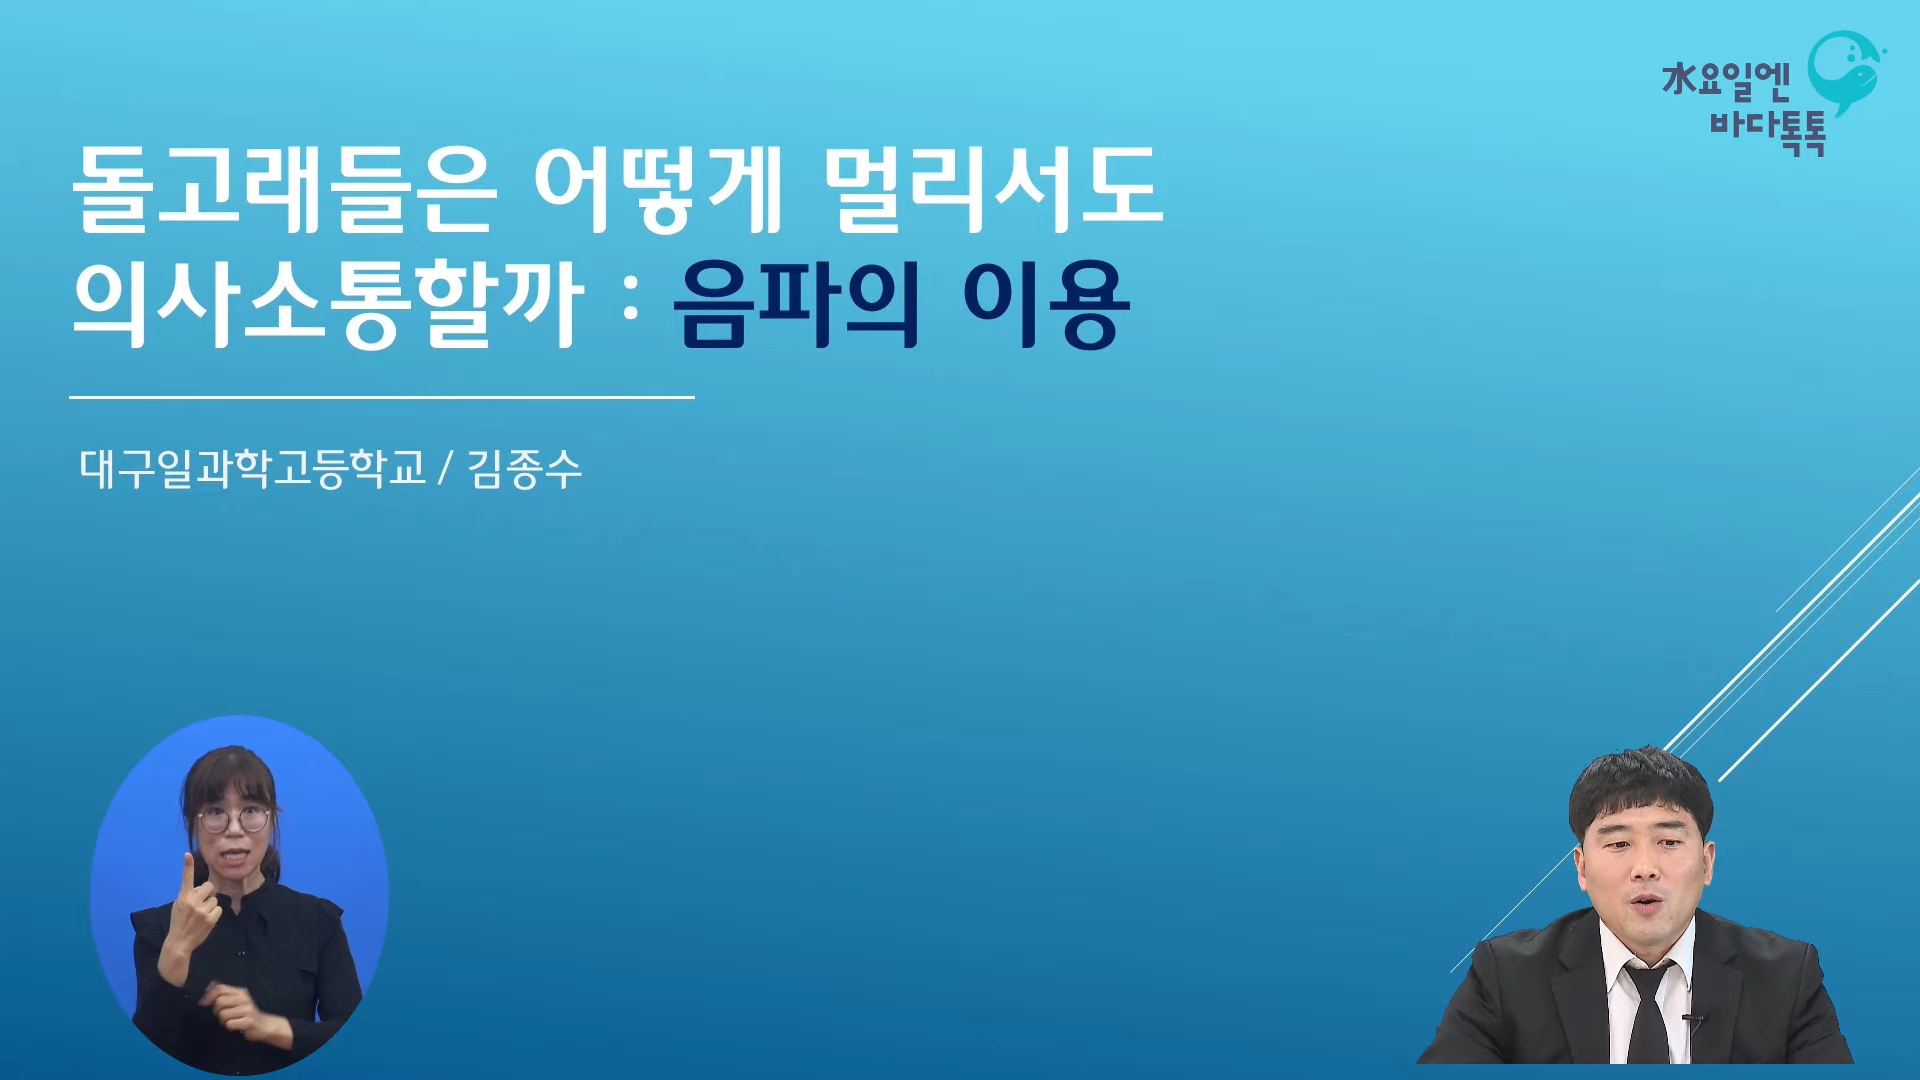 水요일엔
바다톡톡
돌고래들은 어떻게 멀리서도
의사소통할까 : 음파의 이용
대구일과학고등학교 / 김종수